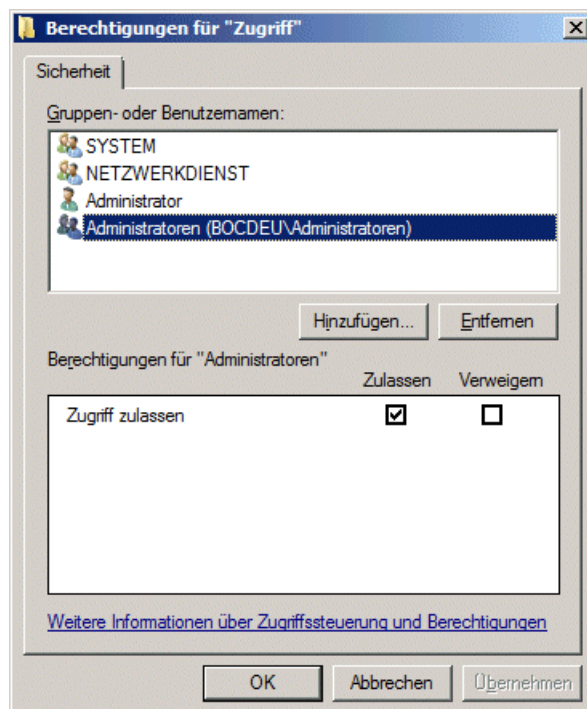 Berechtigungen für "Zugriff"
Sicherheit
Gruppen- oder Benutzernamen:
SYSTEM
NETZWERKDIENST
Administrator
Administratoren (BOCDEU\Administratoren)
Hinzufügen... Entfernen
Berechtigungen für "Administratoren"
Zulassen Verweigern
Zugriff zulassen
Weitere Informationen über Zugriffssteuerung und Berechtigungen
OK Abbrechen Übernehmen